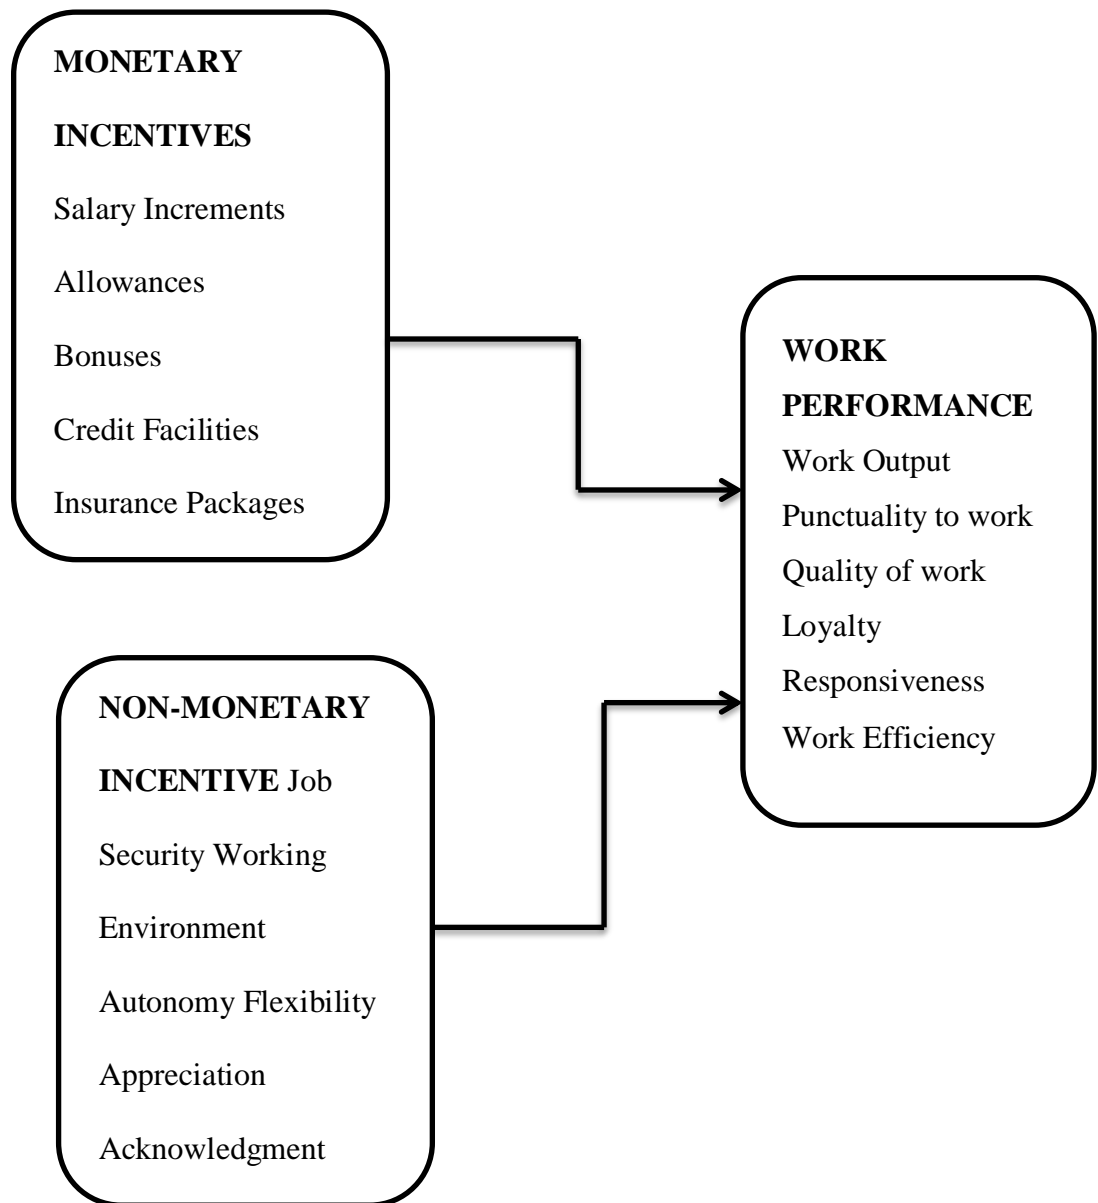 MONETARY
INCENTIVES
Salary Increments
Allowances
Bonuses
Credit Facilities
Insurance Packages
WORK
PERFORMANCE
Work Output
Punctuality to work
Quality of work
Loyalty
Responsiveness
Work Efficiency
NON-MONETARY
INCENTIVE Job
Security Working
Environment
Autonomy Flexibility
Appreciation
Acknowledgment